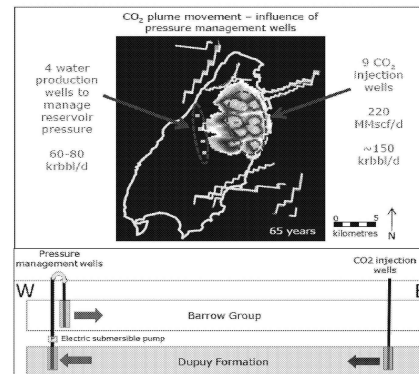 CO₂ plume movement – influence of
pressure management wells
4 water
production
wells to
manage
reservoir
pressure
60-80
krbbl/d
9 CO₂
injection
wells
220
MMscf/d
~150
krbbl/d
65 years
0 5
kilometres
N
Pressure
management wells
CO2 injection
wells
W
E
Barrow Group
Electric submersible pump
Dupuy Formation